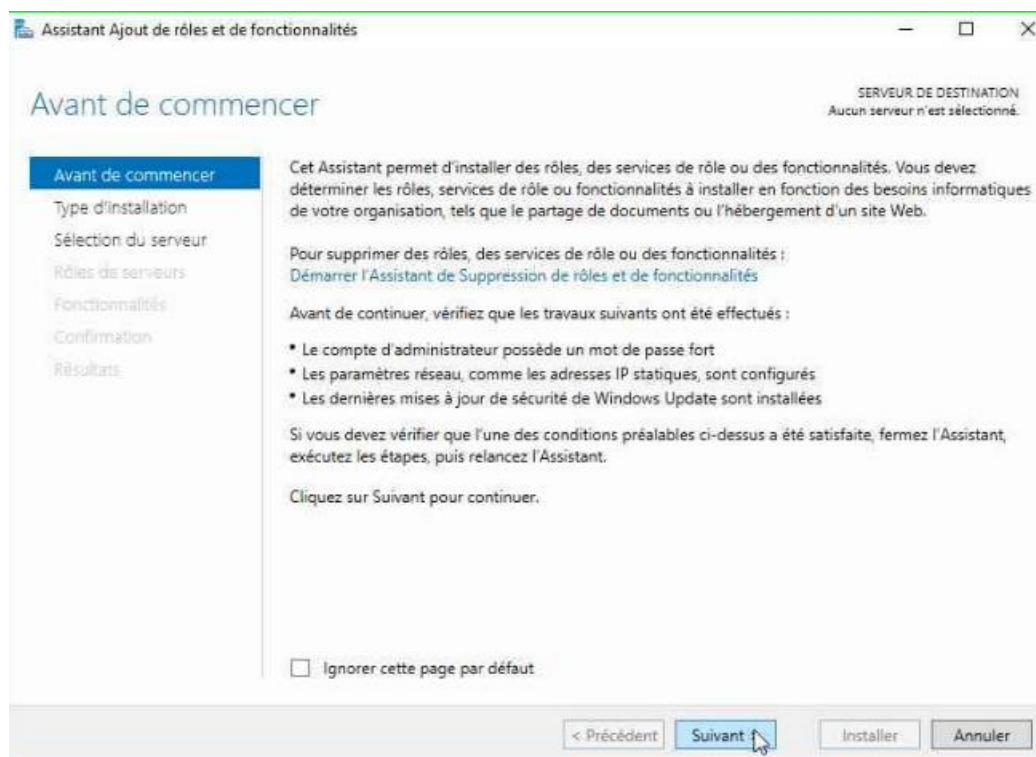 Assistant Ajout de rôles et de fonctionnalités
Avant de commencer
SERVEUR DE DESTINATION
Aucun serveur n'est sélectionné.
Avant de commencer
Type d'installation
Sélection du serveur
Rôles de serveurs
Fonctionnalités
Confirmation
Résultats
Cet Assistant permet d'installer des rôles, des services de rôle ou des fonctionnalités. Vous devez
déterminer les rôles, services de rôle ou fonctionnalités à installer en fonction des besoins informatiques
de votre organisation, tels que le partage de documents ou l'hébergement d'un site Web.
Pour supprimer des rôles, des services de rôle ou des fonctionnalités :
Démarrer l'Assistant de Suppression de rôles et de fonctionnalités
Avant de continuer, vérifiez que les travaux suivants ont été effectués :
• Le compte d'administrateur possède un mot de passe fort
• Les paramètres réseau, comme les adresses IP statiques, sont configurés
• Les dernières mises à jour de sécurité de Windows Update sont installées
Si vous devez vérifier que l'une des conditions préalables ci-dessus a été satisfaite, fermez l'Assistant,
exécutez les étapes, puis relancez l'Assistant.
Cliquez sur Suivant pour continuer.
Ignorer cette page par défaut
< Précédent
Suivant >
Installer
Annuler